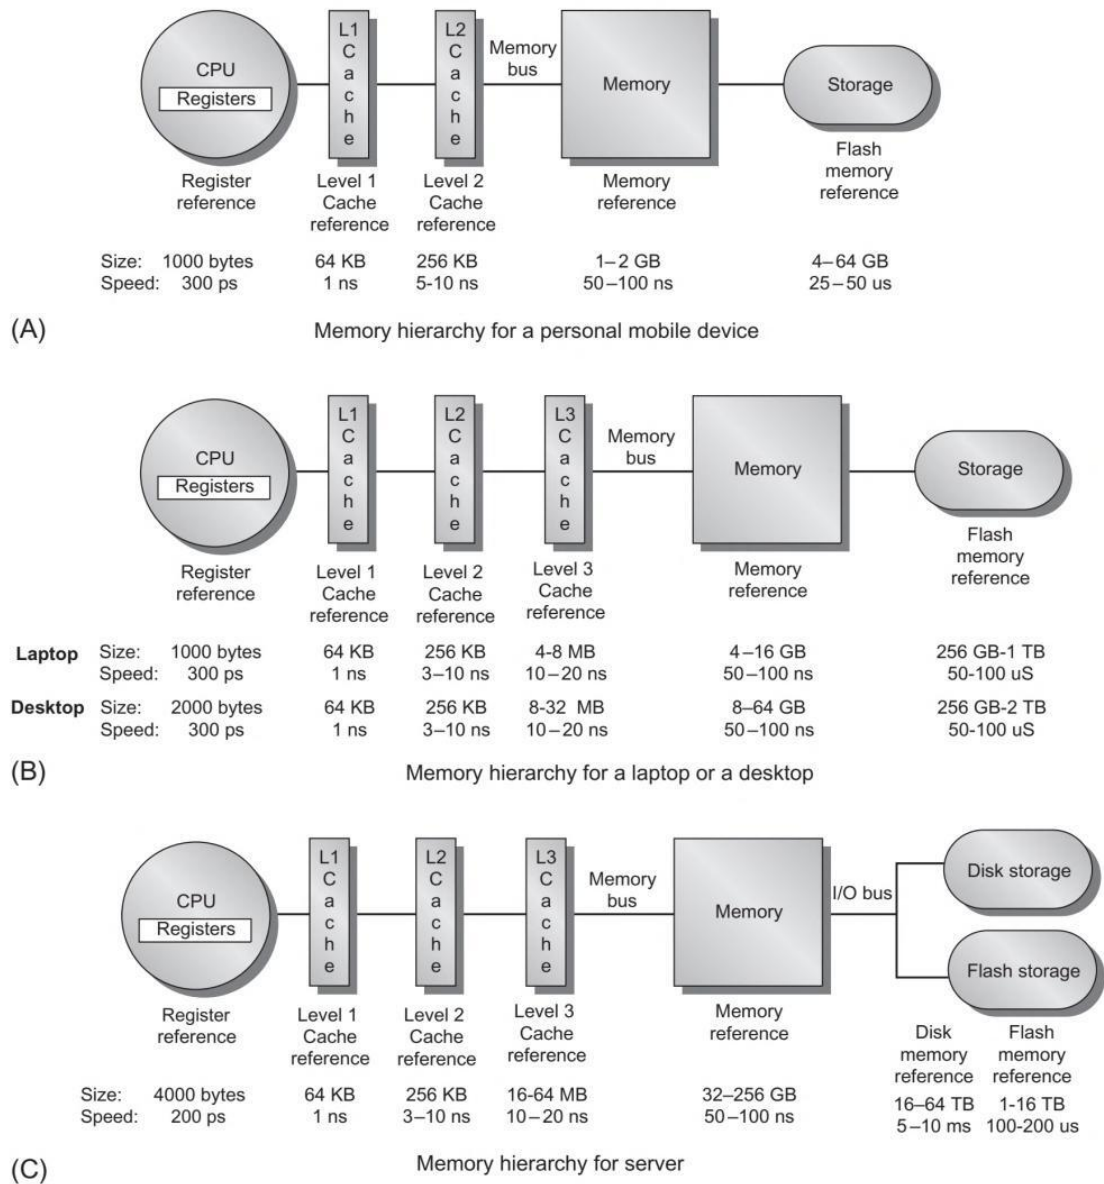 CPU
Registers
L1
C
a
c
h
e
L2
C
a
c
h
e
Memory
bus
Memory
Storage
Register
reference
Level 1
Cache
reference
Level 2
Cache
reference
Memory
reference
Flash
memory
reference
Size: 1000 bytes 64 KB 256 KB 1–2 GB 4–64 GB
Speed: 300 ps 1 ns 5-10 ns 50–100 ns 25–50 us
(A) Memory hierarchy for a personal mobile device
CPU
Registers
L1
C
a
c
h
e
L2
C
a
c
h
e
L3
C
a
c
h
e
Memory
bus
Memory
Storage
Register
reference
Level 1
Cache
reference
Level 2
Cache
reference
Level 3
Cache
reference
Memory
reference
Flash
memory
reference
Laptop Size: 1000 bytes 64 KB 256 KB 4-8 MB 4–16 GB 256 GB-1 TB
Speed: 300 ps 1 ns 3–10 ns 10–20 ns 50–100 ns 50-100 uS
Desktop Size: 2000 bytes 64 KB 256 KB 8-32 MB 8–64 GB 256 GB-2 TB
Speed: 300 ps 1 ns 3–10 ns 10–20 ns 50–100 ns 50-100 uS
(B) Memory hierarchy for a laptop or a desktop
CPU
Registers
L1
C
a
c
h
e
L2
C
a
c
h
e
L3
C
a
c
h
e
Memory
bus
Memory
I/O bus
Disk storage
Flash storage
Register
reference
Level 1
Cache
reference
Level 2
Cache
reference
Level 3
Cache
reference
Memory
reference
Disk
memory
reference
Flash
memory
reference
Size: 4000 bytes 64 KB 256 KB 16-64 MB 32–256 GB 16–64 TB 1-16 TB
Speed: 200 ps 1 ns 3–10 ns 10–20 ns 50–100 ns 5–10 ms 100-200 us
(C) Memory hierarchy for server